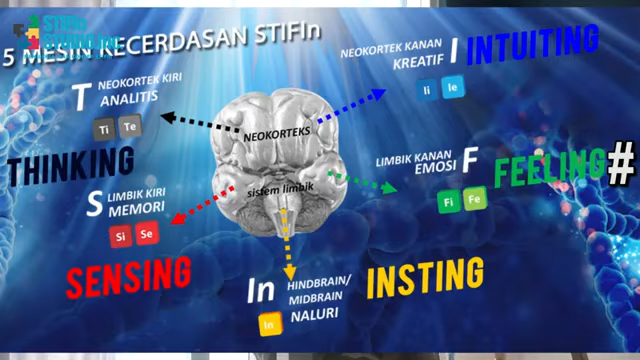 STIFIn
5 MESIN KECERDASAN STIFIn
T NEOKORTEK KIRI
ANALITIS
Ti Te
THINKING
S LIMBIK KIRI
MEMORI
Si Se
SENSING
NEOKORTEKS
sistem limbik
NEOKORTEK KANAN
KREATIF I INTUITING
Ii Ie
LIMBIK KANAN
EMOSI F FEELING#
Fi Fe
In HINDBRAIN/
MIDBRAIN
NALURI
In
INSTING